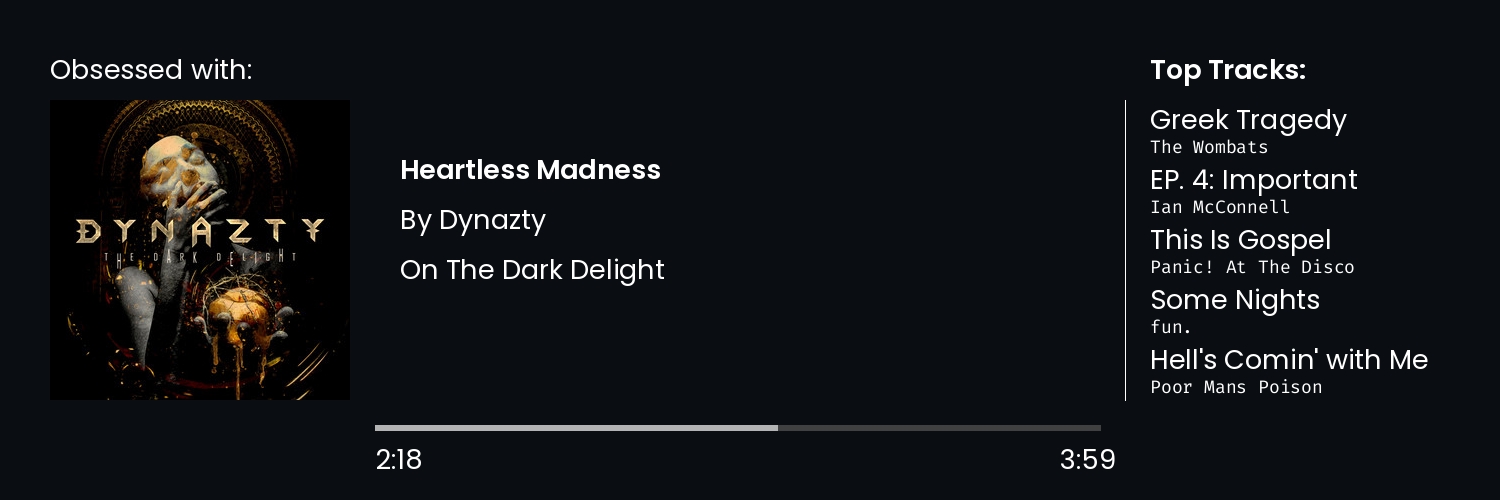 Obsessed with:
DYNAZTY
THE DARK DELIGHT
Heartless Madness
By Dynazty
On The Dark Delight
2:18
3:59
Top Tracks:
Greek Tragedy
The Wombats
EP. 4: Important
Ian McConnell
This Is Gospel
Panic! At The Disco
Some Nights
fun.
Hell's Comin' with Me
Poor Mans Poison